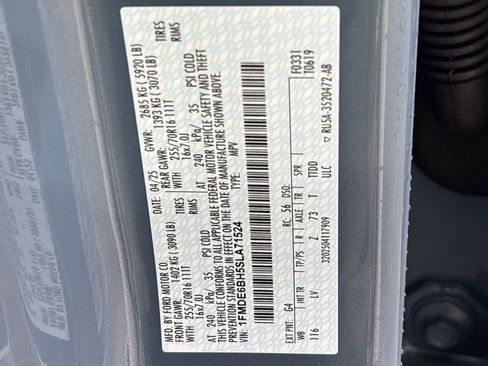 MFD. BY FORD MOTOR CO.
DATE: 04/25 GVWR: 2685 KG ( 5920 LB)
FRONT GAWR: 1402 KG (3090 LB) REAR GAWR: 1393 KG ( 3070 LB)
255/70R16 111T TIRES 255/70R16 111T TIRES
16x7.0J RIMS 16x7.0J RIMS
AT 240 kPa/ 35 PSI COLD AT 240 kPa/ 35 PSI COLD
THIS VEHICLE CONFORMS TO ALL APPLICABLE FEDERAL MOTOR VEHICLE SAFETY AND THEFT
PREVENTION STANDARDS IN EFFECT ON THE DATE OF MANUFACTURE SHOWN ABOVE.
VIN: 1FMDE6BH5SLA71524
TYPE: MPV
F0331
T0619
EXT PNT: G4 RC: 56 DSO:
WB INT TR TP/PS R AXLE TR SPR
116 LV Z 73 T TTDD
3202504117909 ULC
RU5A-3520472-AB